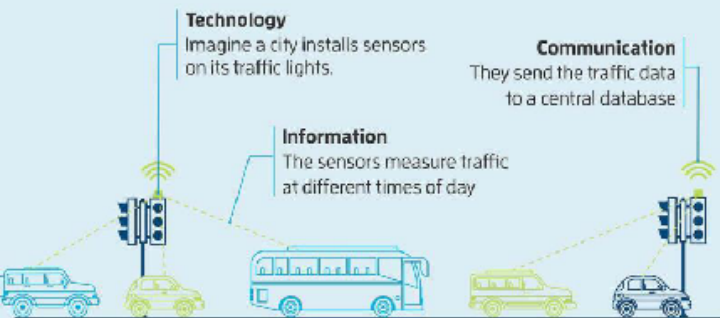 Technology
Imagine a city installs sensors
on its traffic lights.
Communication
They send the traffic data
to a central database
Information
The sensors measure traffic
at different times of day